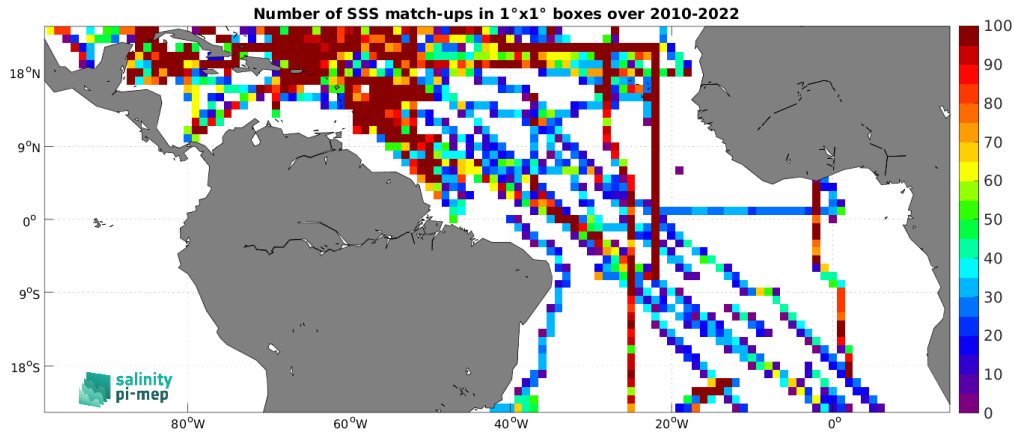 Number of SSS match-ups in 1°x1° boxes over 2010-2022
100
90
80
70
60
50
40
30
20
10
0
18°N
9°N
0°
9°S
18°S
80°W
60°W
40°W
20°W
0°
salinity
pi-mep